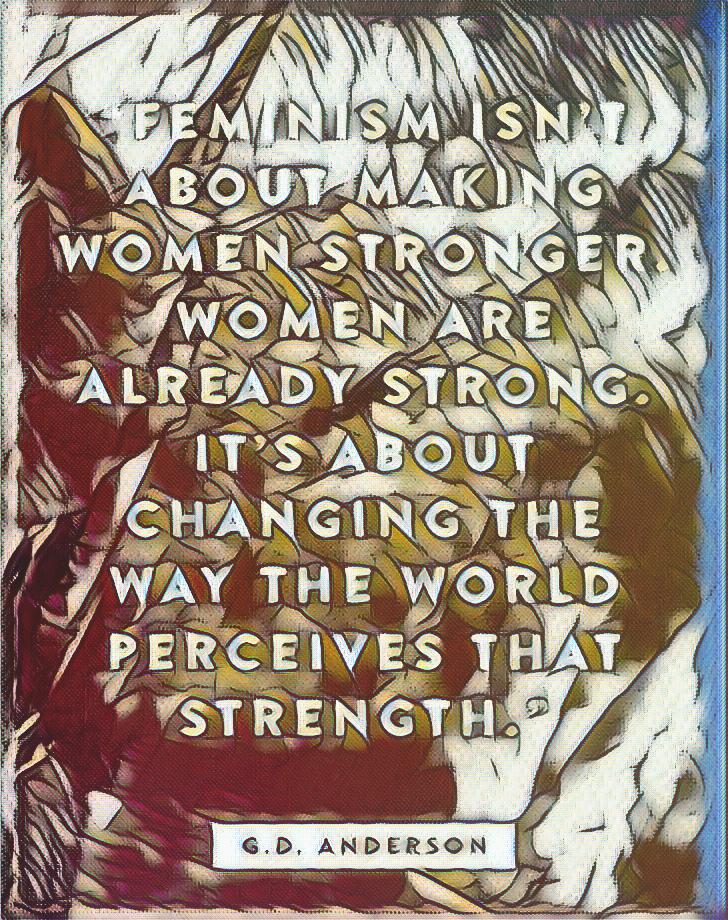 "FEMINISM ISN'T
ABOUT MAKING
WOMEN STRONGER.
WOMEN ARE
ALREADY STRONG.
IT'S ABOUT
CHANGING THE
WAY THE WORLD
PERCEIVES THAT
STRENGTH."
G.D. ANDERSON